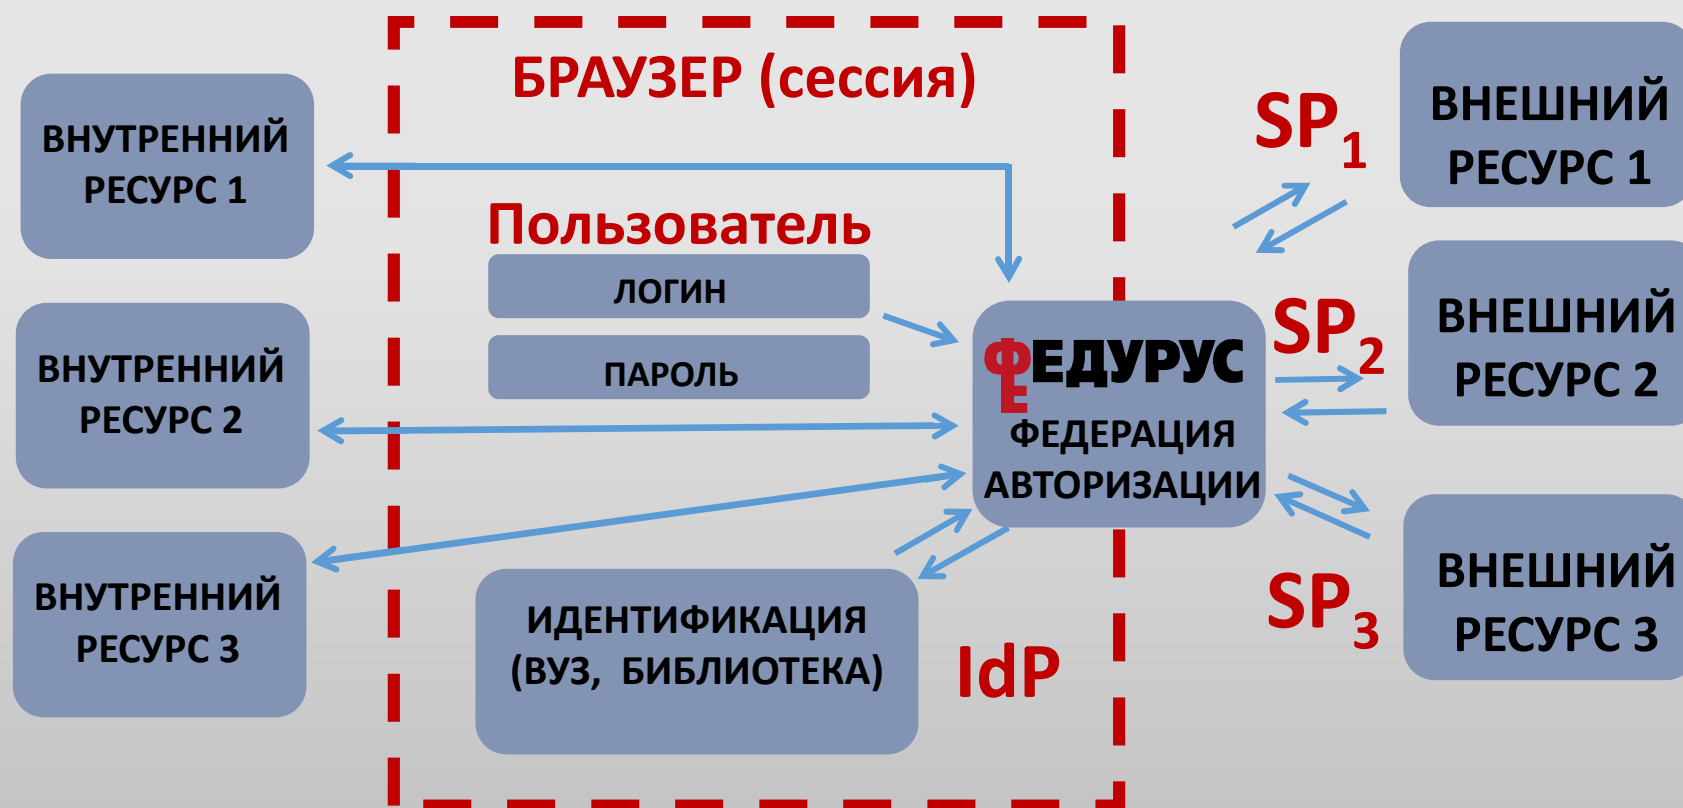 БРАУЗЕР (сессия)
ВНУТРЕННИЙ
РЕСУРС 1
ВНУТРЕННИЙ
РЕСУРС 2
ВНУТРЕННИЙ
РЕСУРС 3
Пользователь
ЛОГИН
ПАРОЛЬ
ФЕДУРУС
ФЕДЕРАЦИЯ
АВТОРИЗАЦИИ
ИДЕНТИФИКАЦИЯ
(ВУЗ, БИБЛИОТЕКА)
IdP
SP1
ВНЕШНИЙ
РЕСУРС 1
SP2
ВНЕШНИЙ
РЕСУРС 2
SP3
ВНЕШНИЙ
РЕСУРС 3